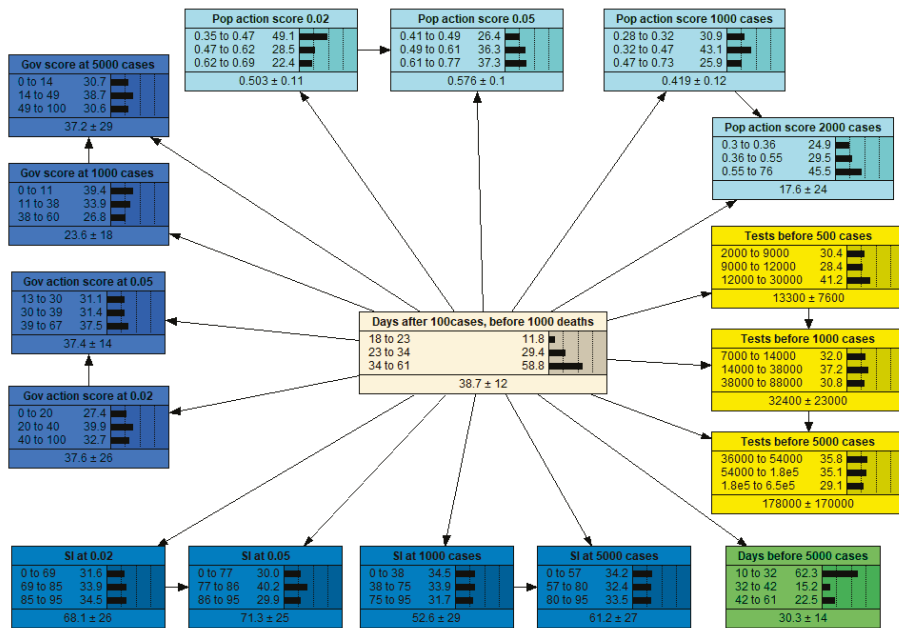 Pop action score 0.02
0.35 to 0.47 49.1
0.47 to 0.62 28.5
0.62 to 0.69 22.4
0.503 ± 0.11
Pop action score 0.05
0.41 to 0.49 26.4
0.49 to 0.61 36.3
0.61 to 0.77 37.3
0.576 ± 0.1
Pop action score 1000 cases
0.28 to 0.32 30.9
0.32 to 0.47 43.1
0.47 to 0.73 25.9
0.419 ± 0.12
Gov score at 5000 cases
0 to 14 30.7
14 to 49 38.7
49 to 100 30.6
37.2 ± 29
Pop action score 2000 cases
0.3 to 0.36 24.9
0.36 to 0.55 29.5
0.55 to 76 45.5
17.6 ± 24
Gov score at 1000 cases
0 to 11 39.4
11 to 38 33.9
38 to 60 26.8
23.6 ± 18
Tests before 500 cases
2000 to 9000 30.4
9000 to 12000 28.4
12000 to 30000 41.2
13300 ± 7600
Gov action score at 0.05
13 to 30 31.1
30 to 39 31.4
39 to 67 37.5
37.4 ± 14
Days after 100cases, before 1000 deaths
18 to 23 11.8
23 to 34 29.4
34 to 61 58.8
38.7 ± 12
Tests before 1000 cases
7000 to 14000 32.0
14000 to 38000 37.2
38000 to 88000 30.8
32400 ± 23000
Gov action score at 0.02
0 to 20 27.4
20 to 40 39.9
40 to 100 32.7
37.6 ± 26
Tests before 5000 cases
36000 to 54000 35.8
54000 to 1.8e5 35.1
1.8e5 to 6.5e5 29.1
178000 ± 170000
SI at 0.02
0 to 69 31.6
69 to 85 33.9
85 to 95 34.5
68.1 ± 26
SI at 0.05
0 to 77 30.0
77 to 86 40.2
86 to 95 29.9
71.3 ± 25
SI at 1000 cases
0 to 38 34.5
38 to 75 33.9
75 to 95 31.7
52.6 ± 29
SI at 5000 cases
0 to 57 34.2
57 to 80 32.4
80 to 95 33.5
61.2 ± 27
Days before 5000 cases
10 to 32 62.3
32 to 42 15.2
42 to 61 22.5
30.3 ± 14